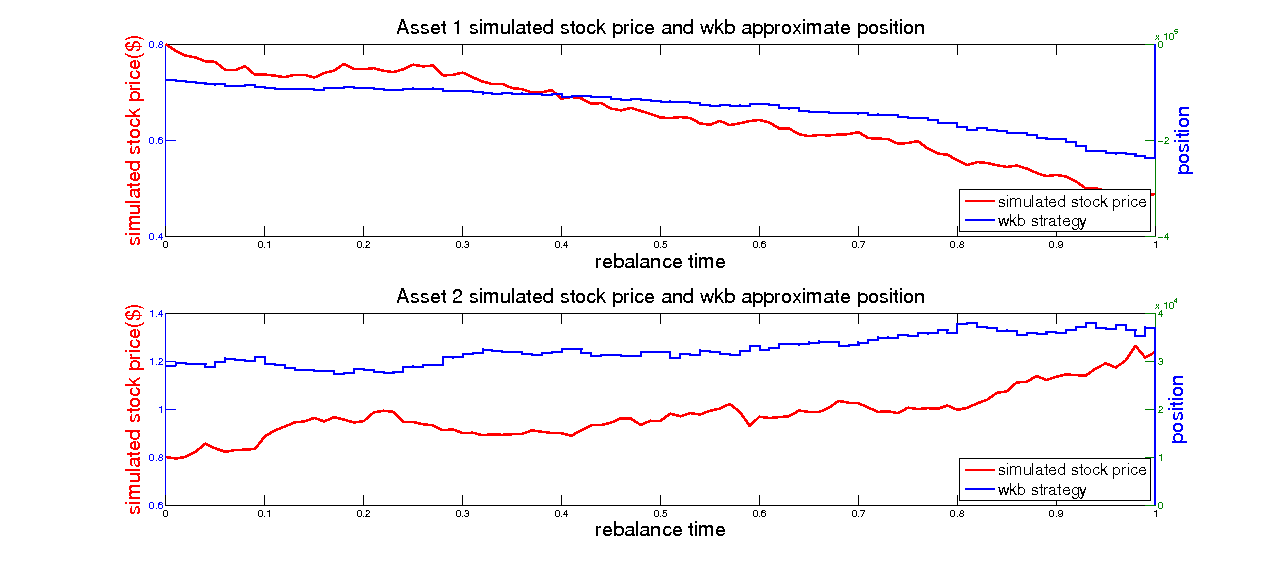 Asset 1 simulated stock price and wkb approximate position
x 10^5
0.8 0
simulated stock price($)
0.6 −2
position
simulated stock price
wkb strategy
0.4 −4
0 0.1 0.2 0.3 0.4 0.5 0.6 0.7 0.8 0.9 1
rebalance time
Asset 2 simulated stock price and wkb approximate position
x 10^4
1.4 4
1.2 3
simulated stock price($)
1 2
position
0.8 1
simulated stock price
wkb strategy
0.6 0
0 0.1 0.2 0.3 0.4 0.5 0.6 0.7 0.8 0.9 1
rebalance time